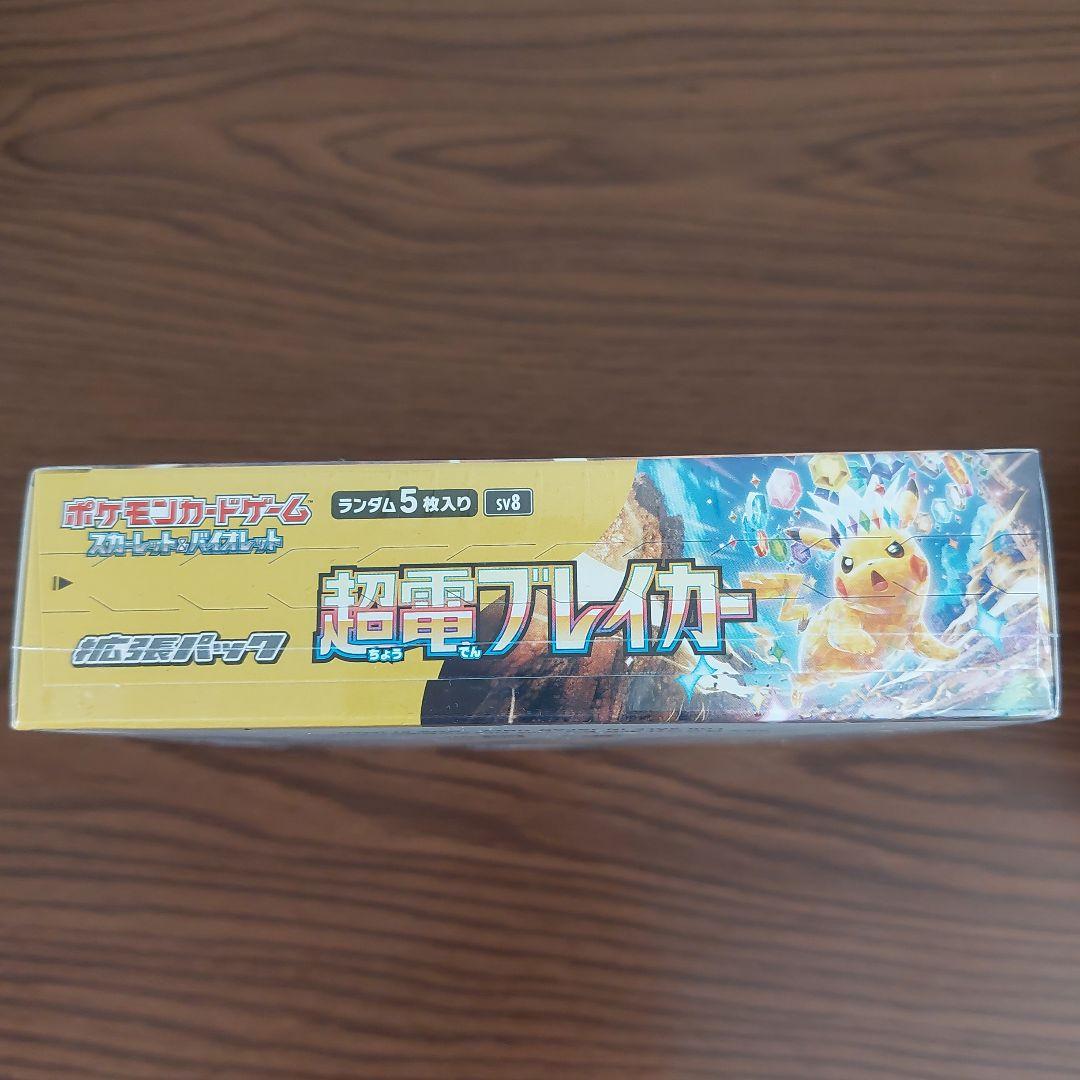 ポケモンカードゲーム™
スカーレット&バイオレット
ランダム5枚入り SV8
拡張パック
超電ブレイカー
ちょう でん